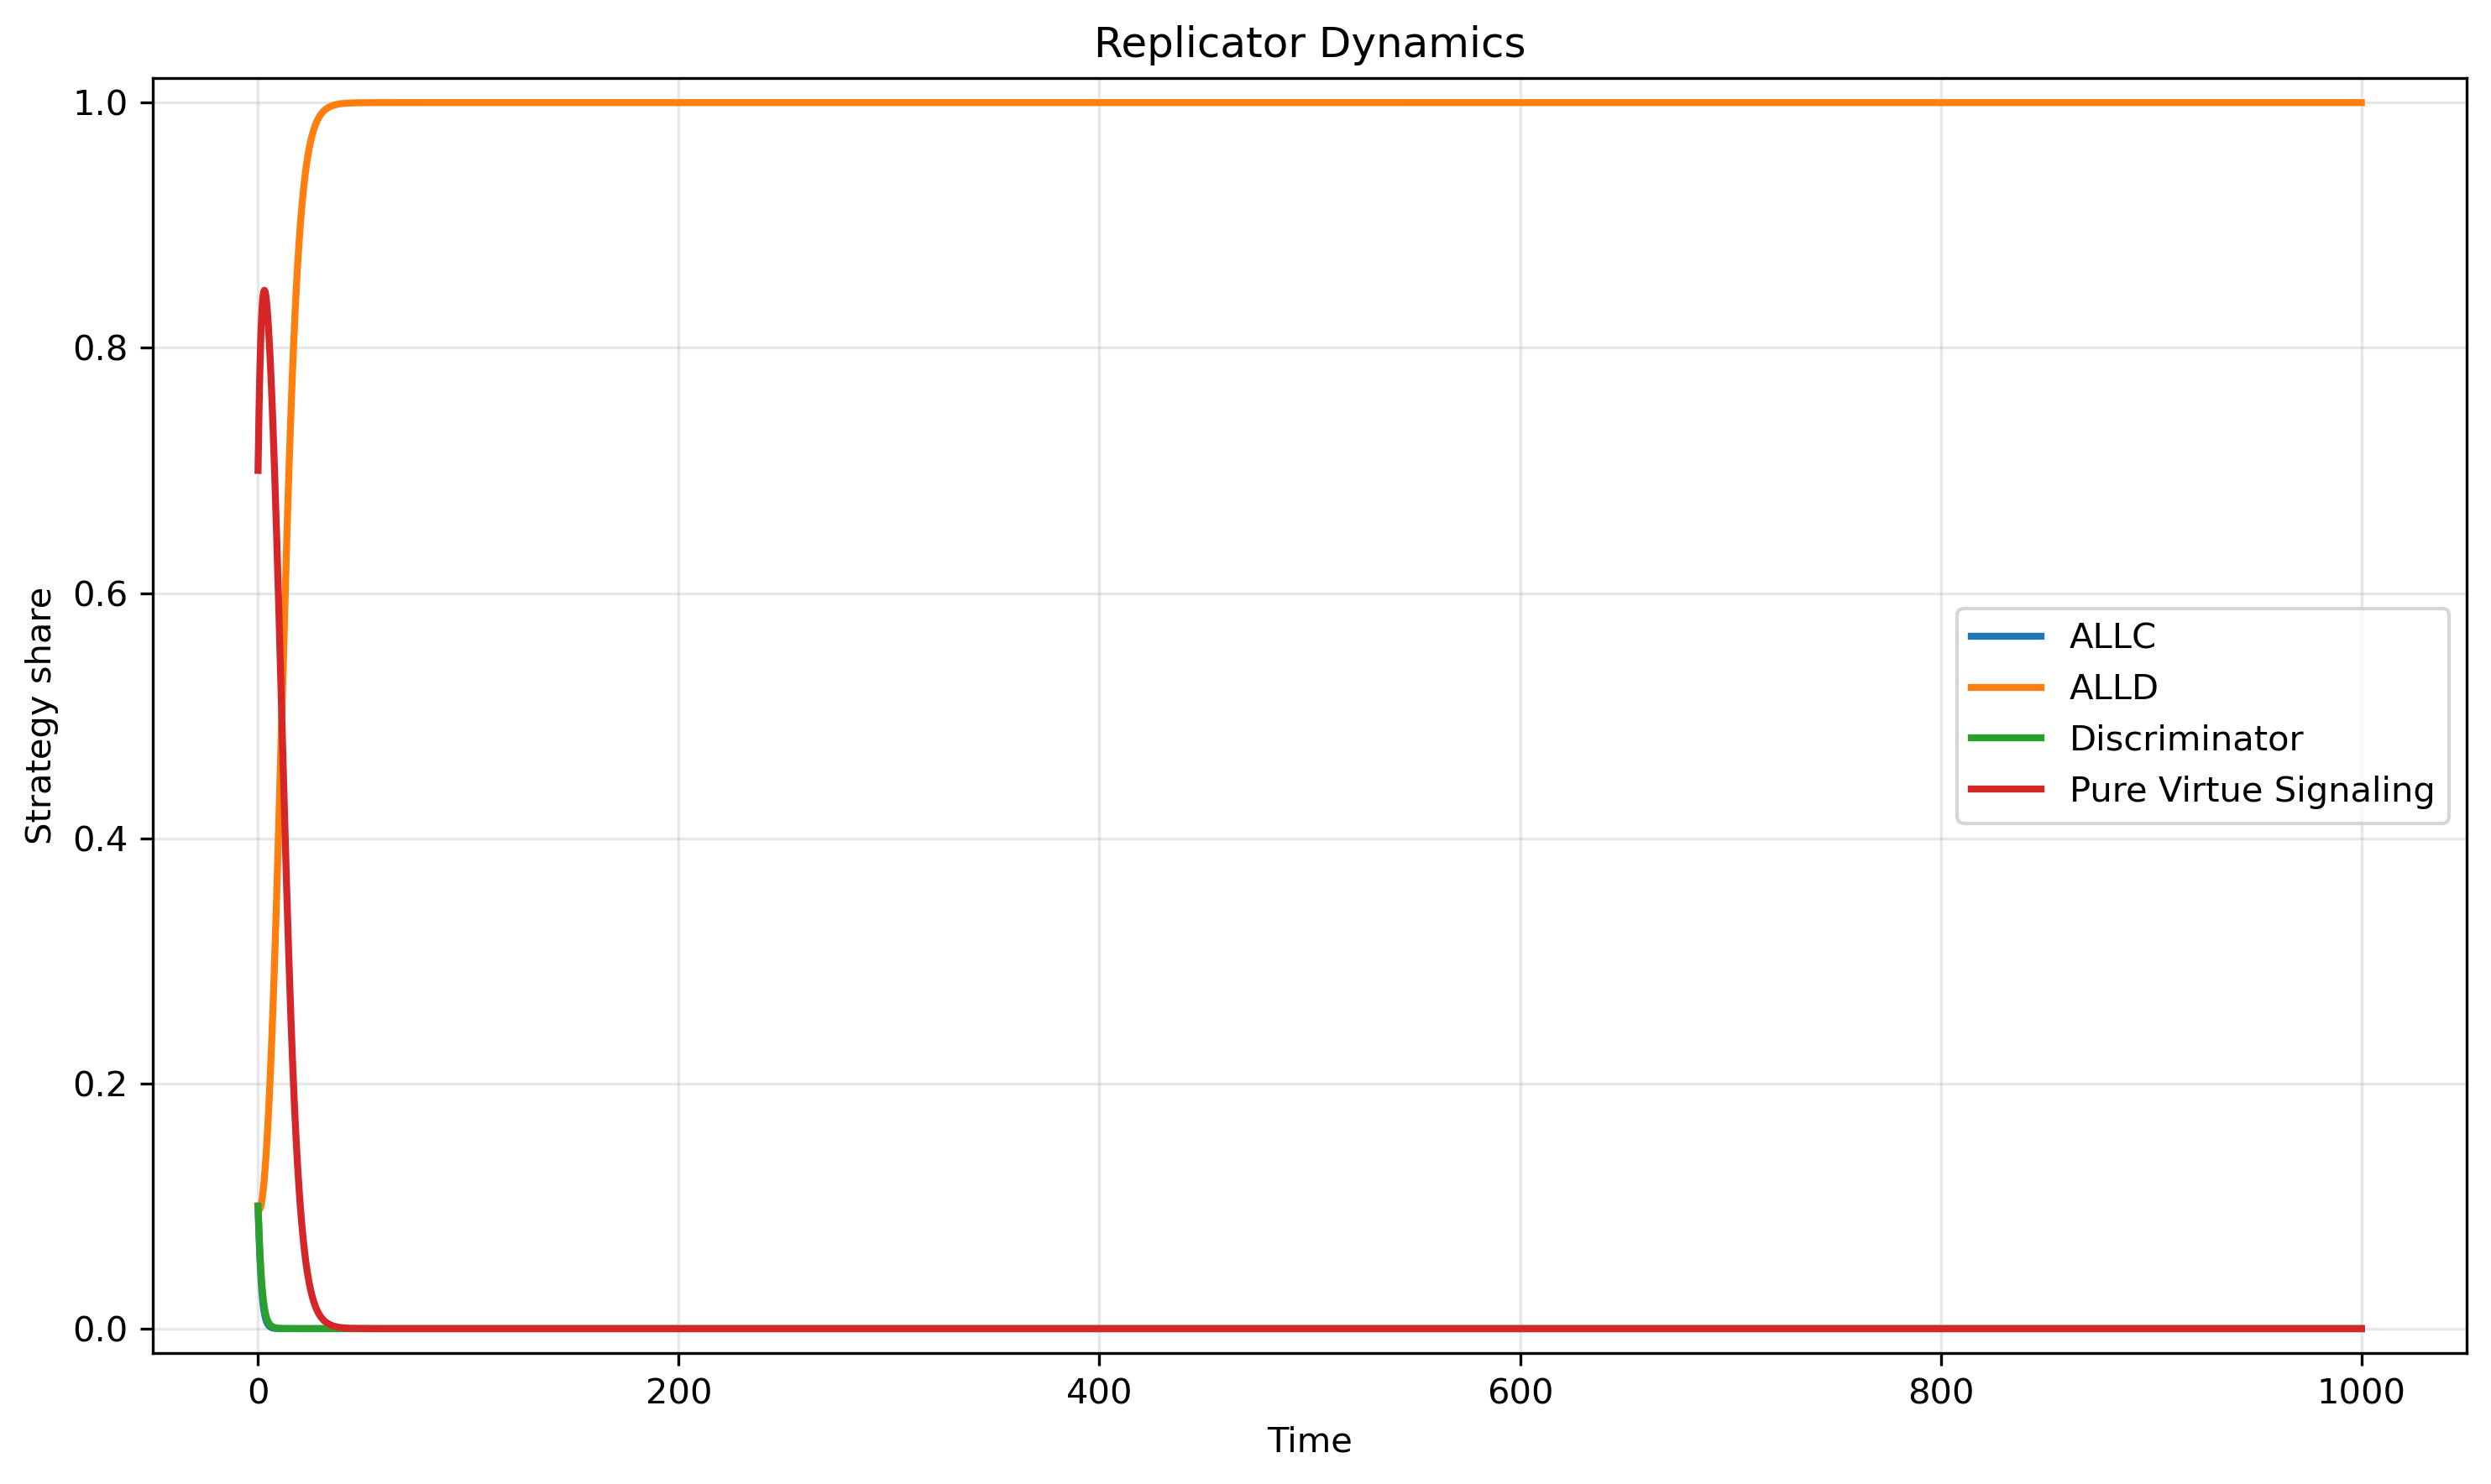 Replicator Dynamics
Strategy share
1.0
0.8
0.6
0.4
0.2
0.0
ALLC
ALLD
Discriminator
Pure Virtue Signaling
0 200 400 600 800 1000
Time